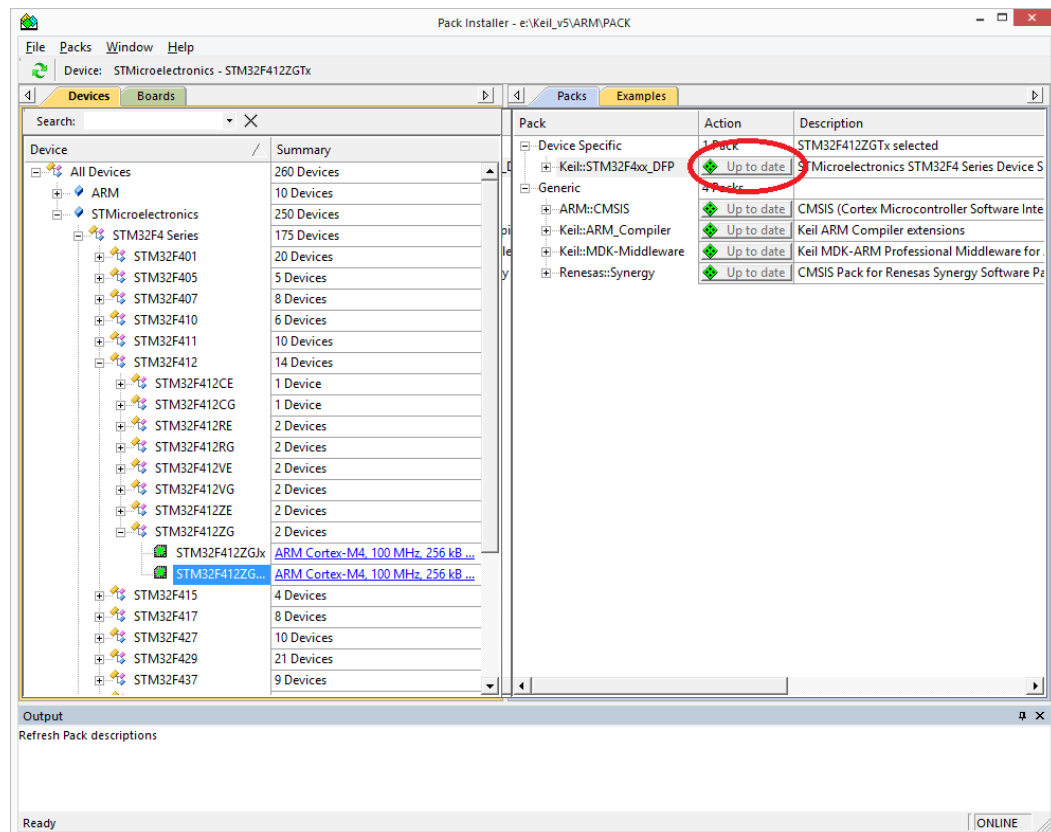 Pack Installer - e:\Keil_v5\ARM\PACK
File Packs Window Help
Device: STMicroelectronics - STM32F412ZGTx
Devices Boards
Packs Examples
Search:
Device Summary
All Devices 260 Devices
ARM 10 Devices
STMicroelectronics 250 Devices
STM32F4 Series 175 Devices
STM32F401 20 Devices
STM32F405 5 Devices
STM32F407 8 Devices
STM32F410 6 Devices
STM32F411 10 Devices
STM32F412 14 Devices
STM32F412CE 1 Device
STM32F412CG 1 Device
STM32F412RE 2 Devices
STM32F412RG 2 Devices
STM32F412VE 2 Devices
STM32F412VG 2 Devices
STM32F412ZE 2 Devices
STM32F412ZG 2 Devices
STM32F412ZGJx ARM Cortex-M4, 100 MHz, 256 kB ...
STM32F412ZG... ARM Cortex-M4, 100 MHz, 256 kB ...
STM32F415 4 Devices
STM32F417 8 Devices
STM32F427 10 Devices
STM32F429 21 Devices
STM32F437 9 Devices
Pack Action Description
Device Specific 1 Pack STM32F412ZGTx selected
Keil::STM32F4xx_DFP Up to date STMicroelectronics STM32F4 Series Device S
Generic 4 Packs
ARM::CMSIS Up to date CMSIS (Cortex Microcontroller Software Inte
Keil::ARM_Compiler Up to date Keil ARM Compiler extensions
Keil::MDK-Middleware Up to date Keil MDK-ARM Professional Middleware for
Renesas::Synergy Up to date CMSIS Pack for Renesas Synergy Software Pa
Output
Refresh Pack descriptions
Ready ONLINE